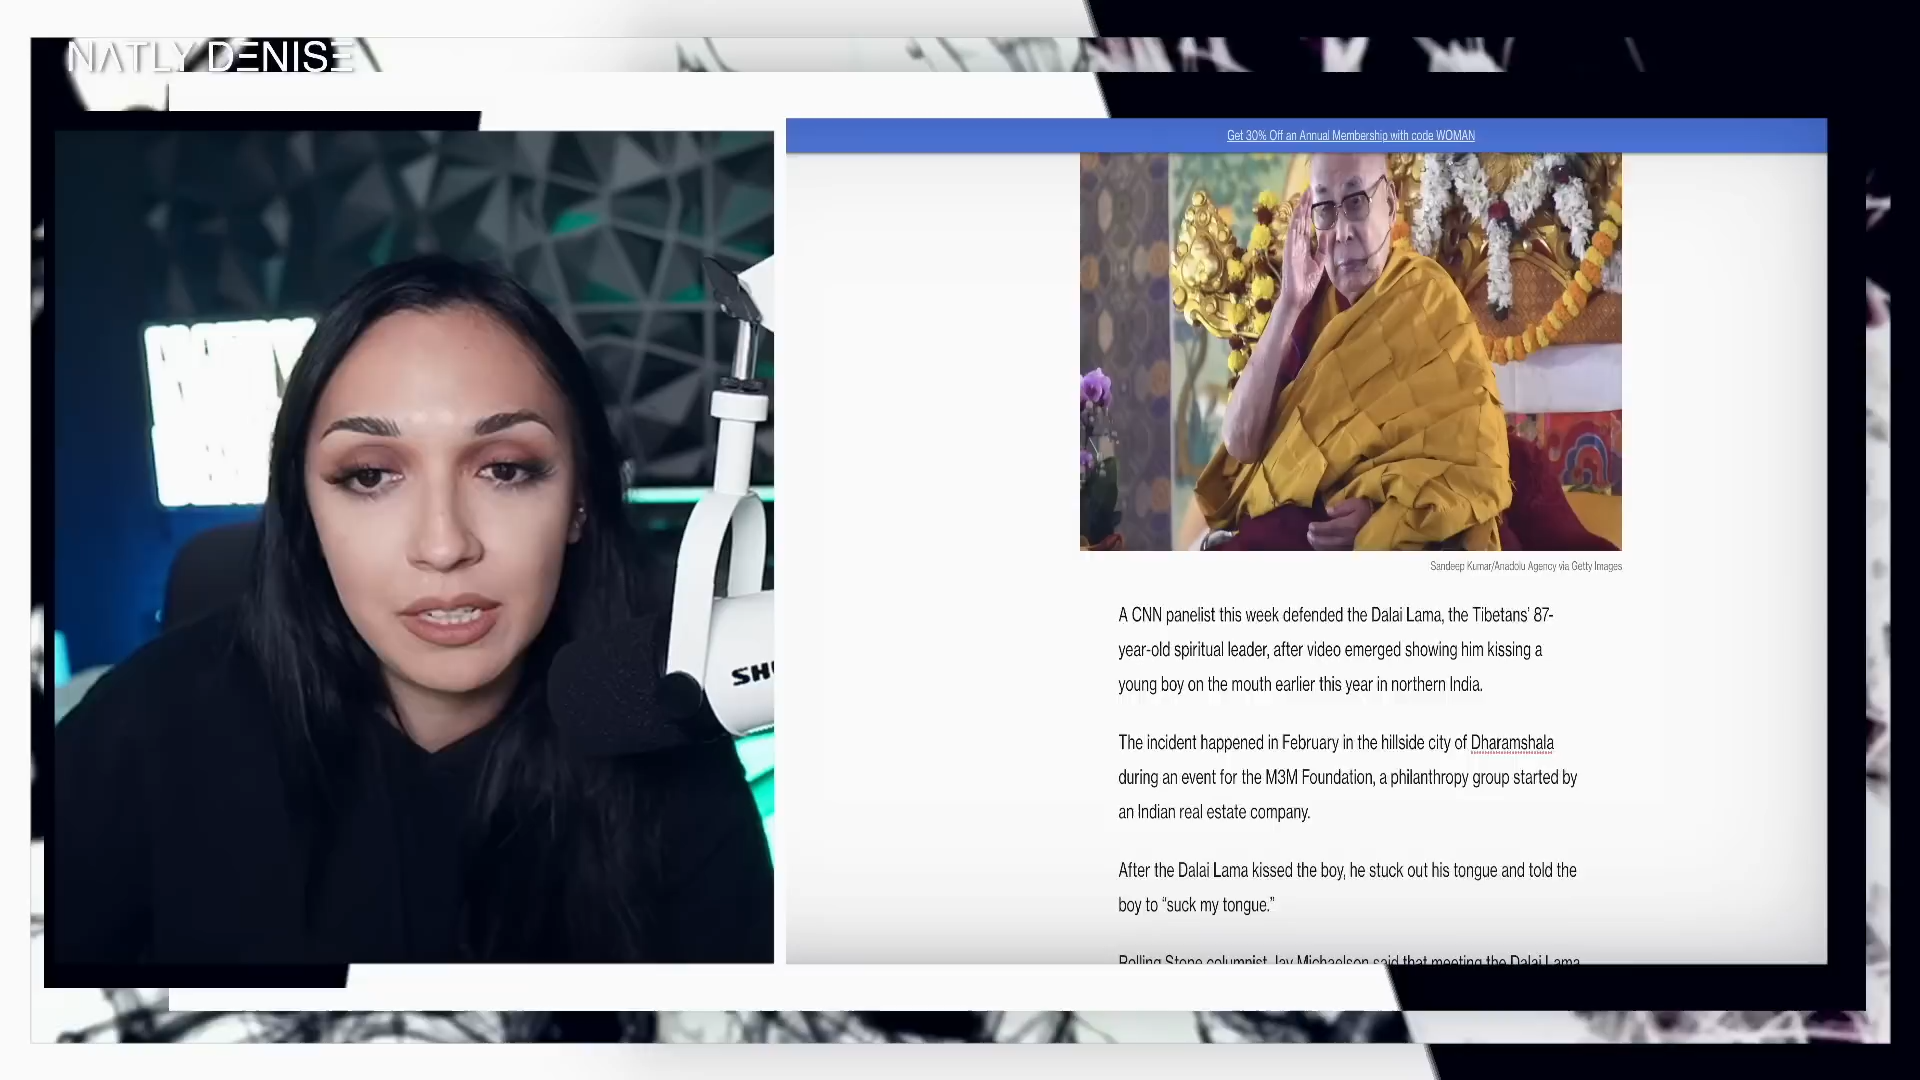 NATLY DENISE
Get 30% Off an Annual Membership with code WOMAN
SHU
Sandeep Kumar/Anadolu Agency via Getty Images
A CNN panelist this week defended the Dalai Lama, the Tibetans’ 87-
year-old spiritual leader, after video emerged showing him kissing a
young boy on the mouth earlier this year in northern India.
The incident happened in February in the hillside city of Dharamshala
during an event for the M3M Foundation, a philanthropy group started by
an Indian real estate company.
After the Dalai Lama kissed the boy, he stuck out his tongue and told the
boy to “suck my tongue.”
Rolling Stone columnist Jay Michaelson said that meeting the Dalai Lama